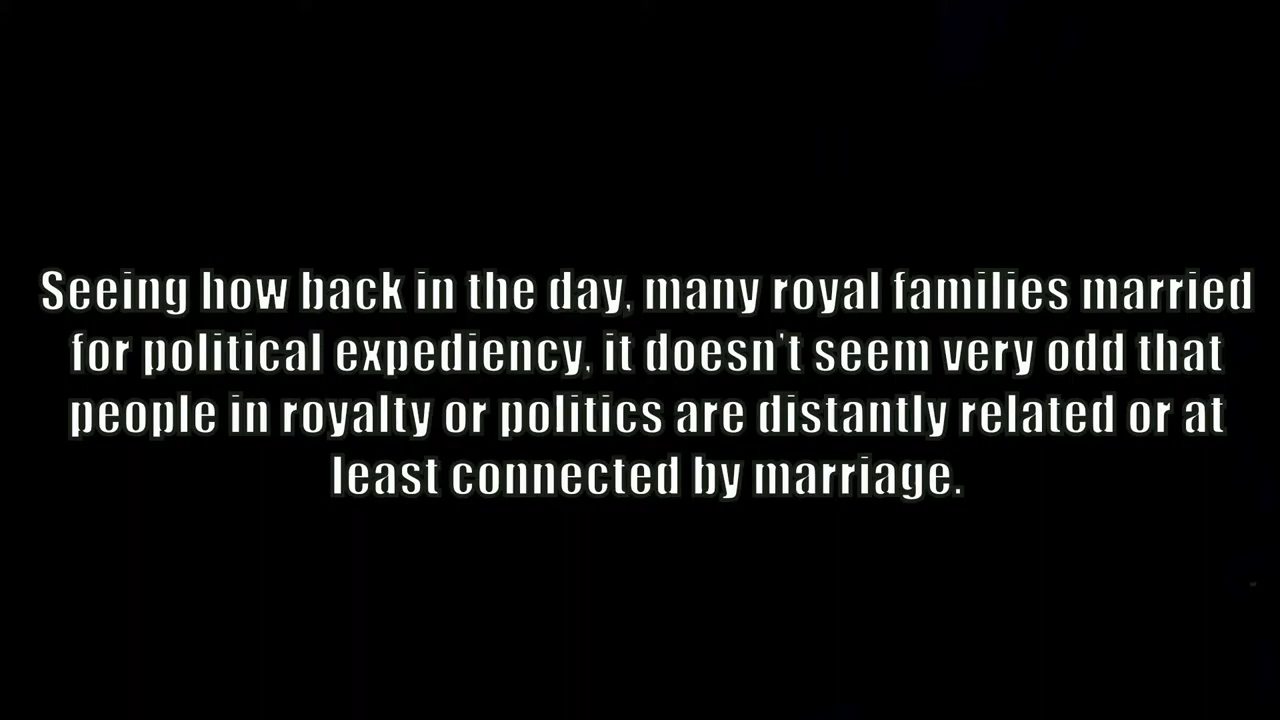 Seeing how back in the day, many royal families married
for political expediency, it doesn't seem very odd that
people in royalty or politics are distantly related or at
least connected by marriage.